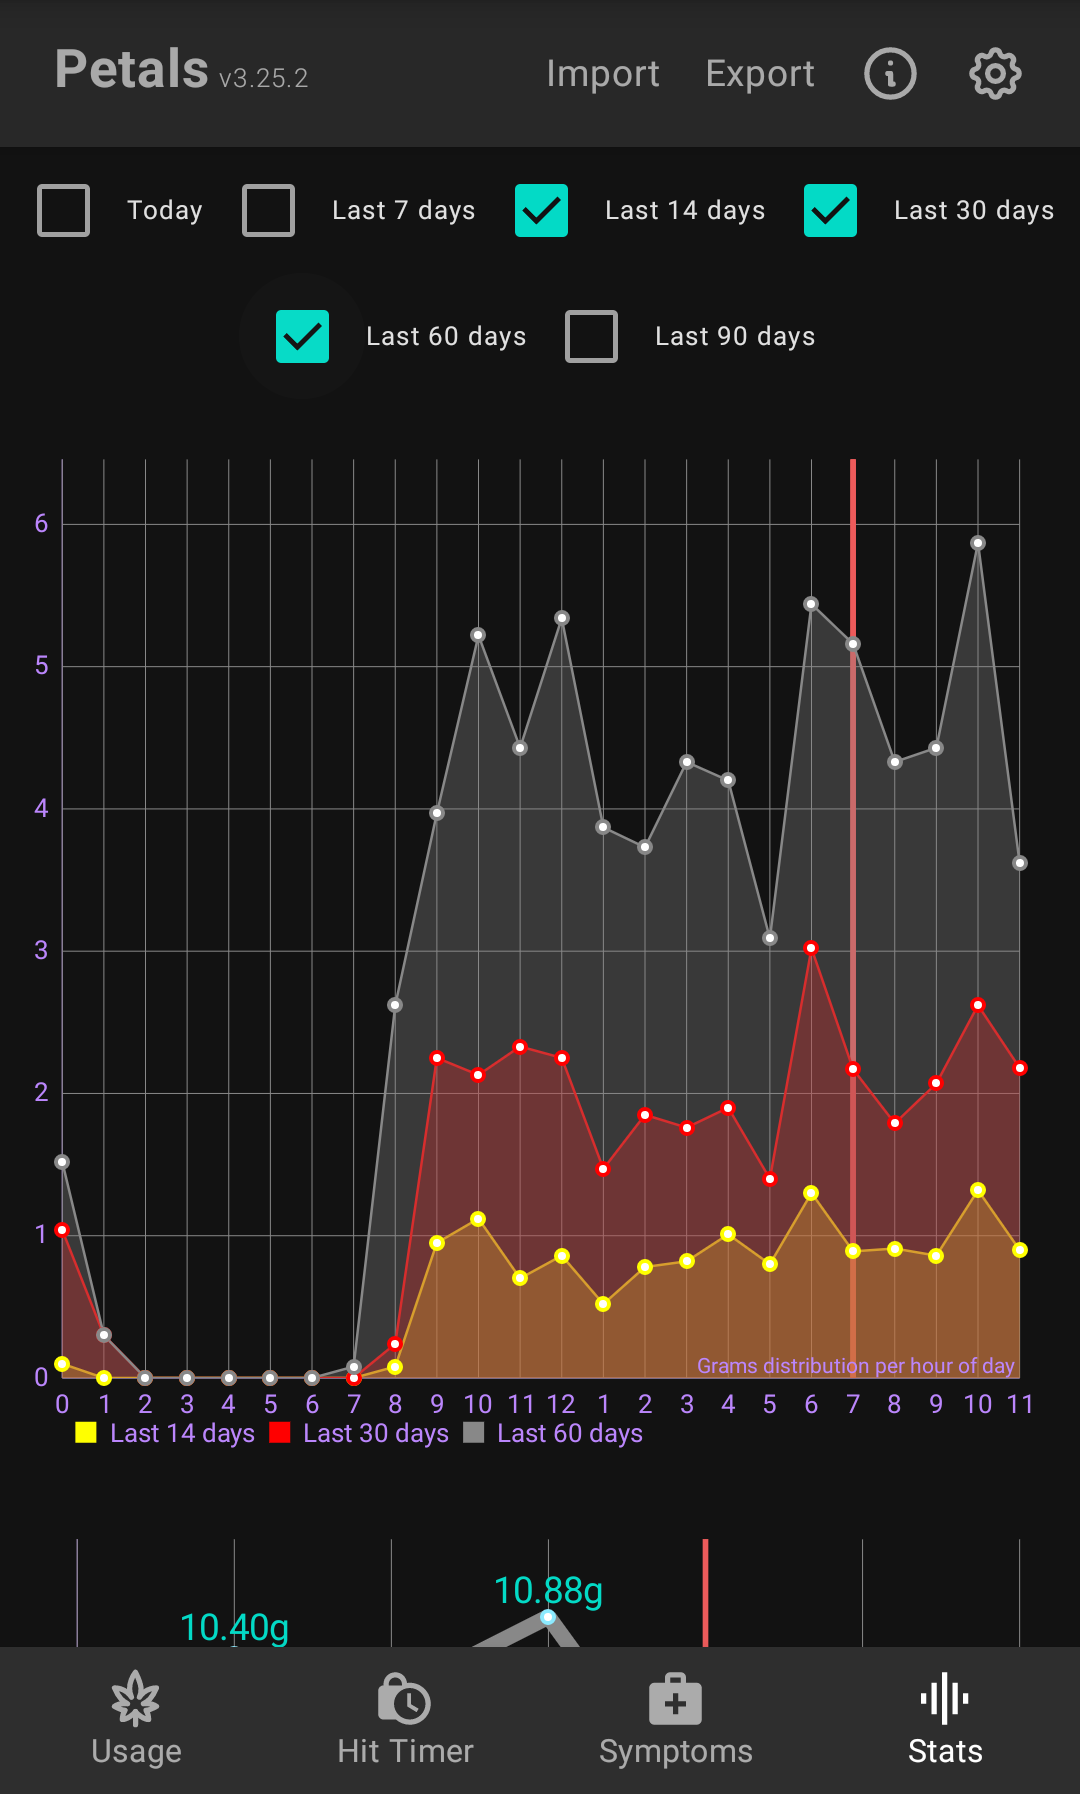 Petals v3.25.2 Import Export
Today Last 7 days Last 14 days Last 30 days
Last 60 days Last 90 days
6
5
4
3
2
1
0
Grams distribution per hour of day
0 1 2 3 4 5 6 7 8 9 10 11 12 1 2 3 4 5 6 7 8 9 10 11
Last 14 days Last 30 days Last 60 days
10.88g
10.40g
Usage Hit Timer Symptoms Stats